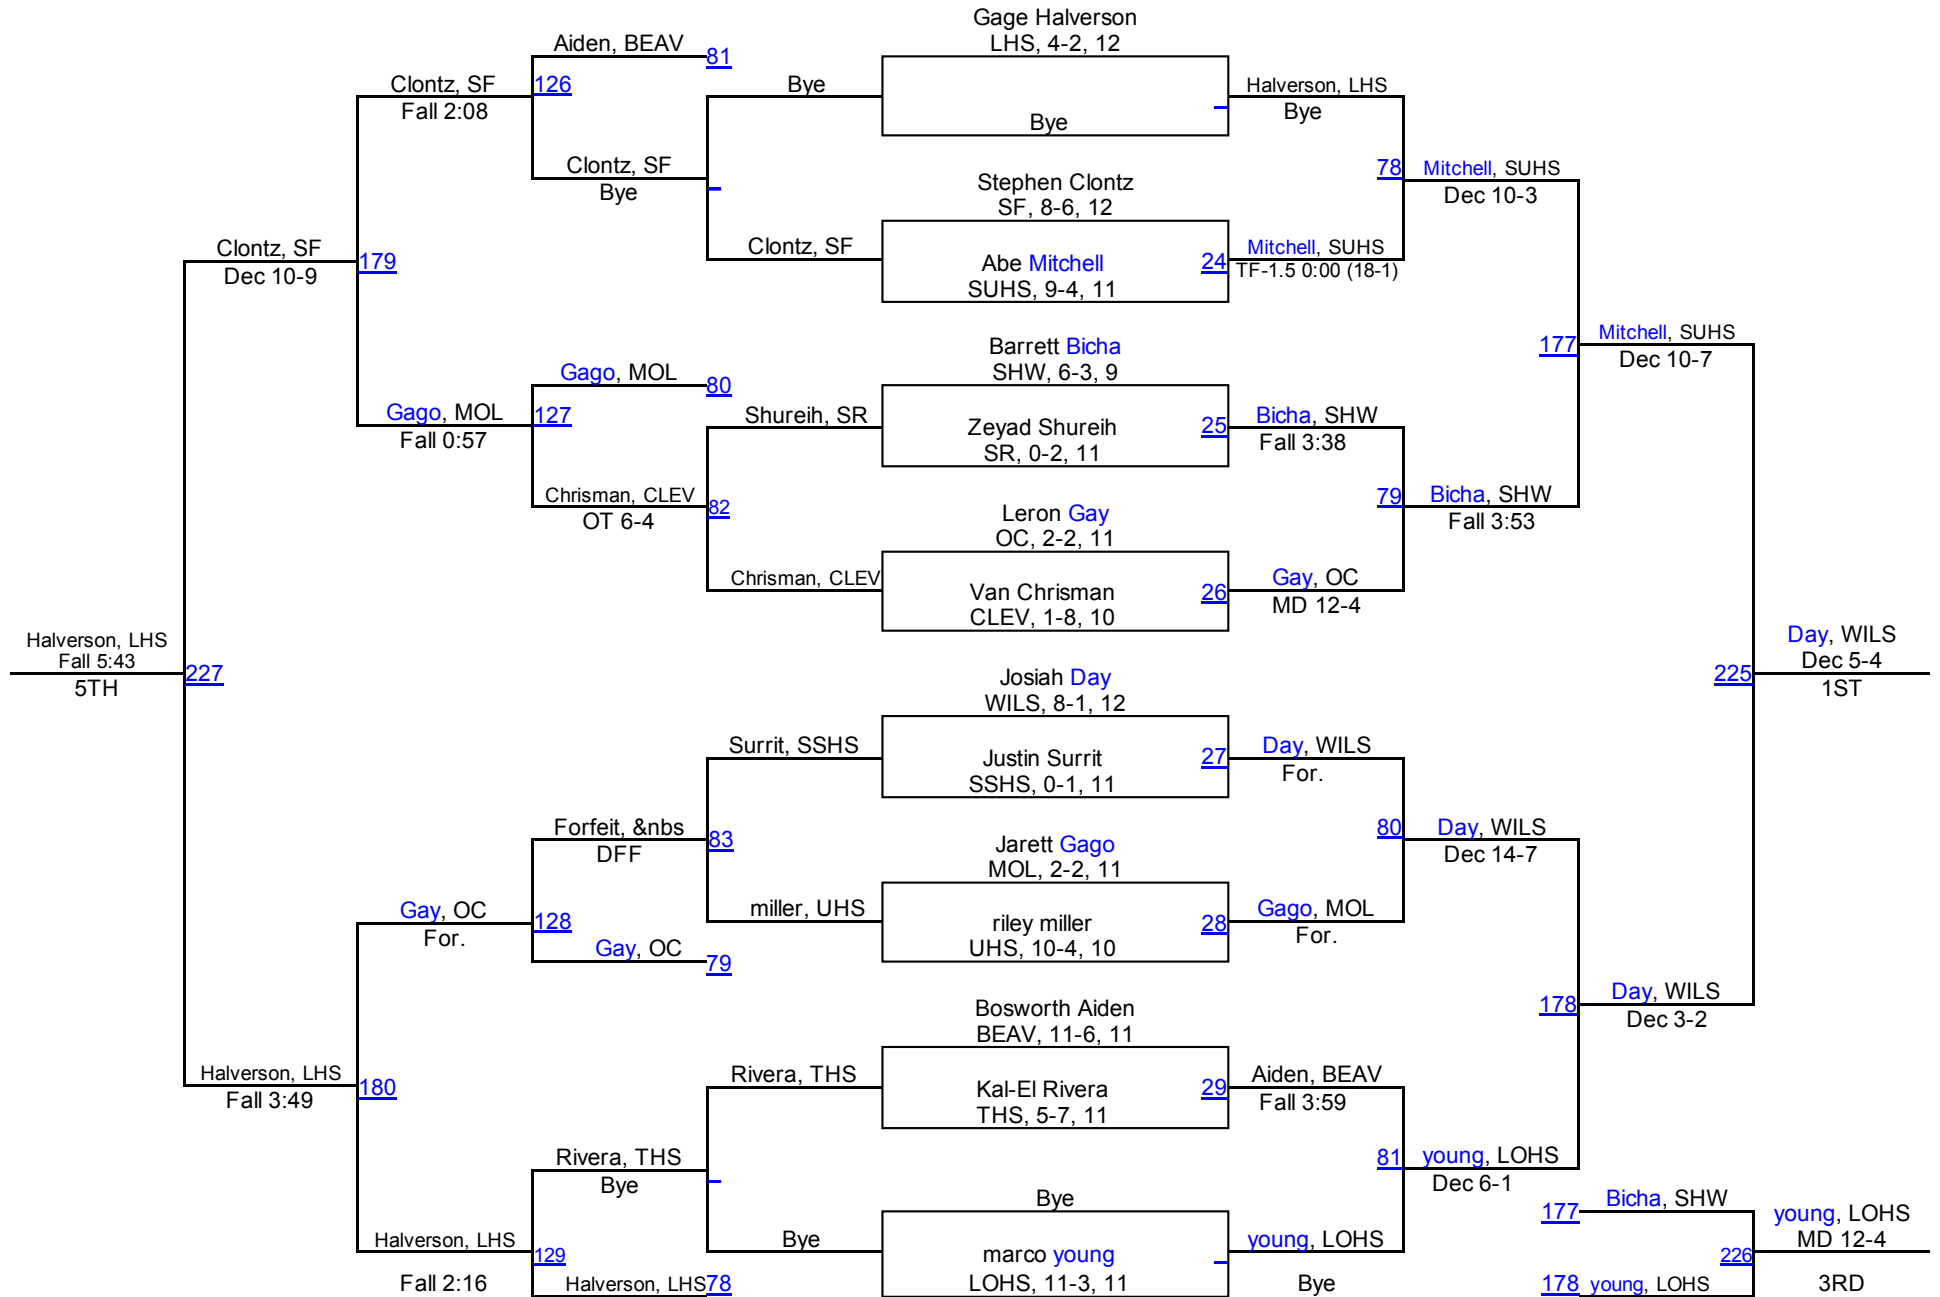 Gage Halverson
LHS, 4-2, 12
Aiden, BEAV
81
Clontz, SF
126
Bye
Halverson, LHS
Fall 2:08
Bye
Bye
Clontz, SF
78
Mitchell, SUHS
Bye
Stephen Clontz
Dec 10-3
SF, 8-6, 12
Clontz, SF
Clontz, SF
Mitchell, SUHS
Dec 10-9
179
Abe Mitchell
24
TF-1.5 0:00 (18-1)
SUHS, 9-4, 11
Barrett Bicha
177
Mitchell, SUHS
SHW, 6-3, 9
Dec 10-7
Gago, MOL
80
Gago, MOL
127
Shureih, SR
Zeyad Shureih
25
Bicha, SHW
Fall 0:57
SR, 0-2, 11
Fall 3:38
Chrisman, CLEV
82
79
Bicha, SHW
OT 6-4
Leron Gay
Fall 3:53
OC, 2-2, 11
Chrisman, CLEV
Van Chrisman
26
Gay, OC
CLEV, 1-8, 10
MD 12-4
Halverson, LHS
Day, WILS
Fall 5:43
Dec 5-4
227
225
5TH
1ST
Josiah Day
WILS, 8-1, 12
Surrit, SSHS
Justin Surrit
27
Day, WILS
SSHS, 0-1, 11
For.
Forfeit, &nbs
83
80
Day, WILS
DFF
Jarett Gago
Dec 14-7
MOL, 2-2, 11
Gay, OC
128
miller, UHS
riley miller
28
Gago, MOL
For.
UHS, 10-4, 10
For.
Gay, OC
79
Bosworth Aiden
178
Day, WILS
BEAV, 11-6, 11
Dec 3-2
Halverson, LHS
180
Rivera, THS
Kal-El Rivera
29
Aiden, BEAV
Fall 3:49
THS, 5-7, 11
Fall 3:59
Rivera, THS
81
young, LOHS
Bye
Dec 6-1
Bye
177
Bicha, SHW
young, LOHS
Halverson, LHS
129
Bye
marco young
young, LOHS
226
MD 12-4
Fall 2:16
Halverson, LHS
78
LOHS, 11-3, 11
Bye
178
young, LOHS
3RD